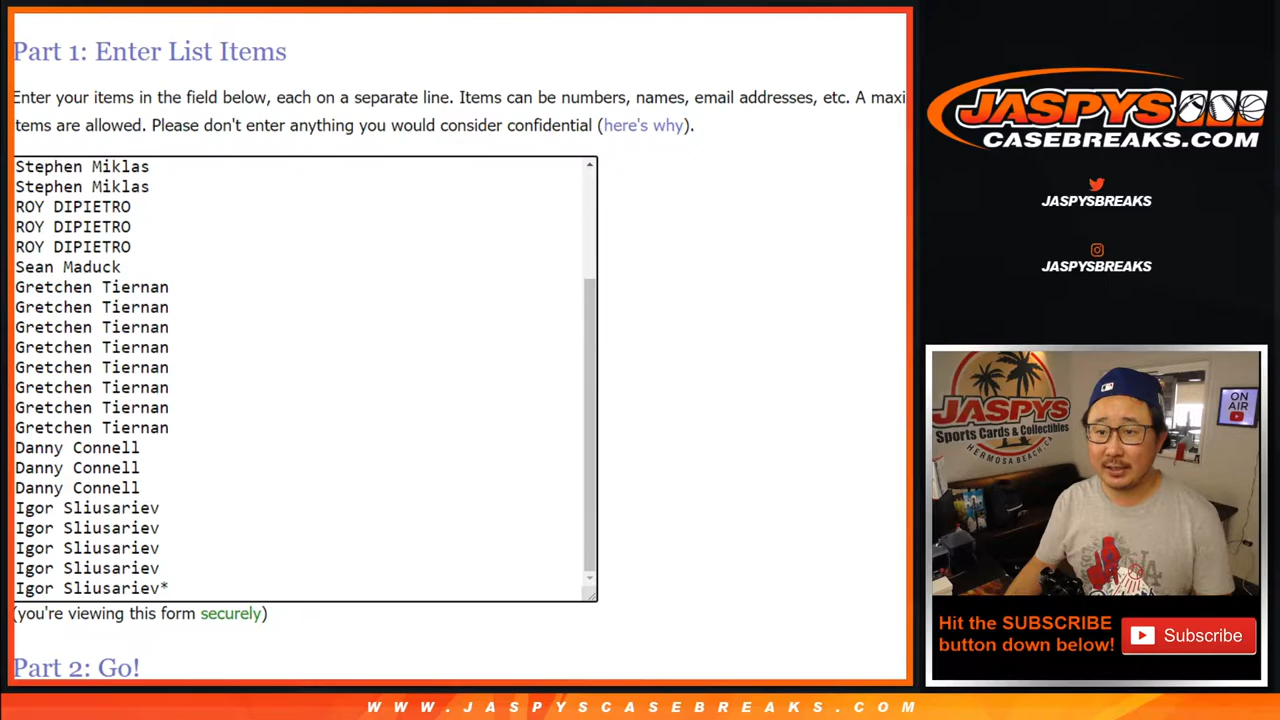 Part 1: Enter List Items
Enter your items in the field below, each on a separate line. Items can be numbers, names, email addresses, etc. A maxi
items are allowed. Please don't enter anything you would consider confidential (here's why).
Stephen Miklas
Stephen Miklas
ROY DIPIETRO
ROY DIPIETRO
ROY DIPIETRO
Sean Maduck
Gretchen Tiernan
Gretchen Tiernan
Gretchen Tiernan
Gretchen Tiernan
Gretchen Tiernan
Gretchen Tiernan
Gretchen Tiernan
Gretchen Tiernan
Danny Connell
Danny Connell
Danny Connell
Igor Sliusariev
Igor Sliusariev
Igor Sliusariev
Igor Sliusariev
Igor Sliusariev*
(you're viewing this form securely)
Part 2: Go!
JASPYS
CASEBREAKS.COM
JASPYSBREAKS
JASPYSBREAKS
JASPYS
Sports Cards & Collectibles
HERMOSA BEACH, CA
ON
AIR
LA
Hit the SUBSCRIBE
button down below!
Subscribe
WWW.JASPYSCASEBREAKS.COM